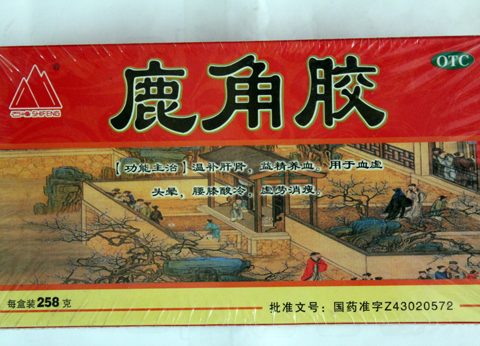 OTC
SHIFENG
鹿角胶
【功能主治】温补肝肾，益精养血。用于血虚
头晕，腰膝酸冷，虚劳消瘦。
每盒装258克
批准文号：国药准字Z43020572